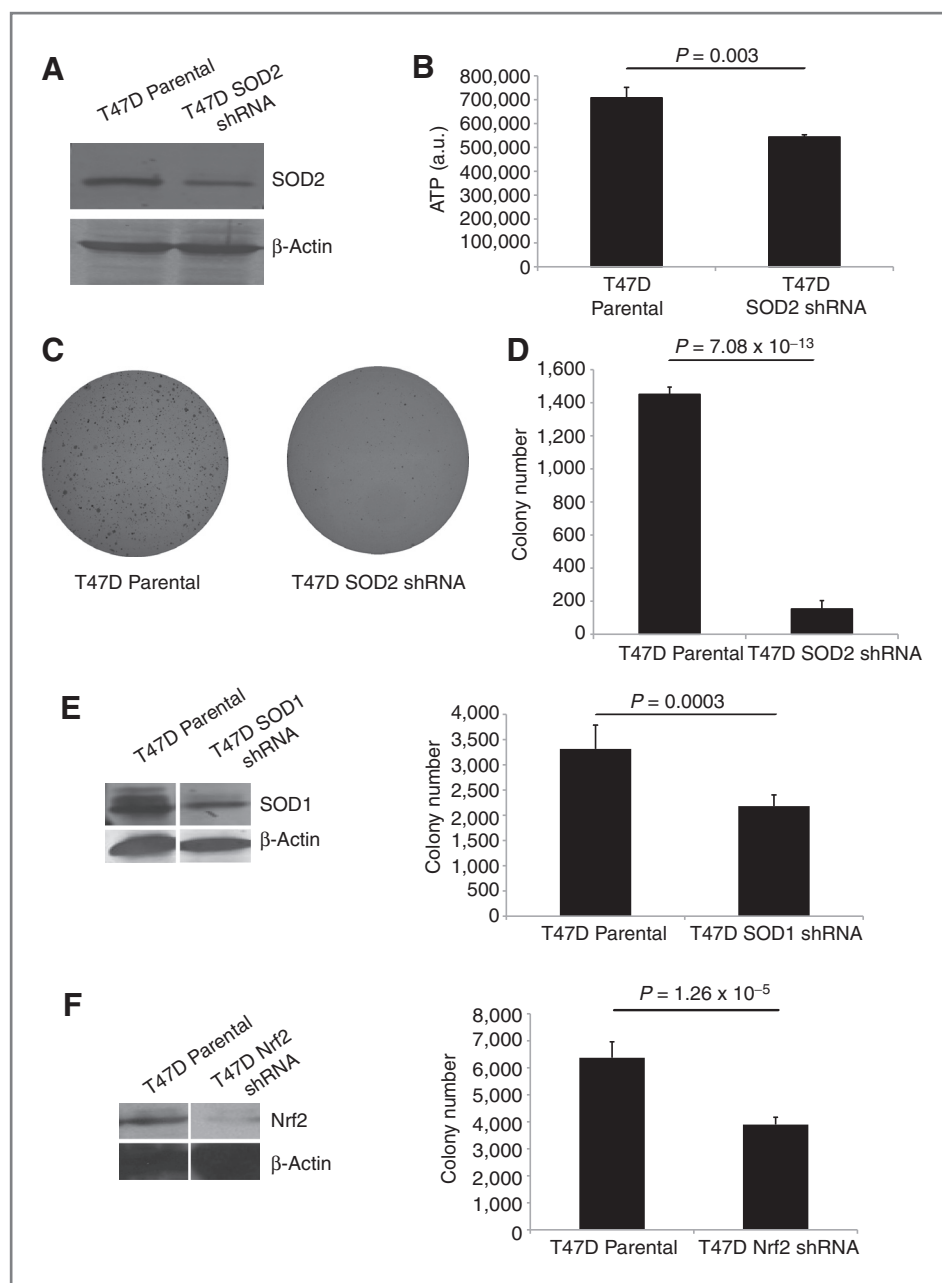 A
T47D Parental
T47D SOD2
shRNA
SOD2
β-Actin
B
P = 0.003
800,000
700,000
600,000
500,000
400,000
300,000
200,000
100,000
0
ATP (a.u.)
T47D
Parental
T47D
SOD2 shRNA
C
T47D Parental
T47D SOD2 shRNA
D
P = 7.08 x 10⁻¹³
1,600
1,400
1,200
1,000
800
600
400
200
0
Colony number
T47D Parental
T47D SOD2 shRNA
E
T47D Parental
T47D SOD1
shRNA
SOD1
β-Actin
P = 0.0003
4,000
3,500
3,000
2,500
2,000
1,500
1,000
500
0
Colony number
T47D Parental
T47D SOD1 shRNA
F
T47D Parental
T47D Nrf2
shRNA
Nrf2
β-Actin
P = 1.26 x 10⁻⁵
8,000
7,000
6,000
5,000
4,000
3,000
2,000
1,000
0
Colony number
T47D Parental
T47D Nrf2 shRNA